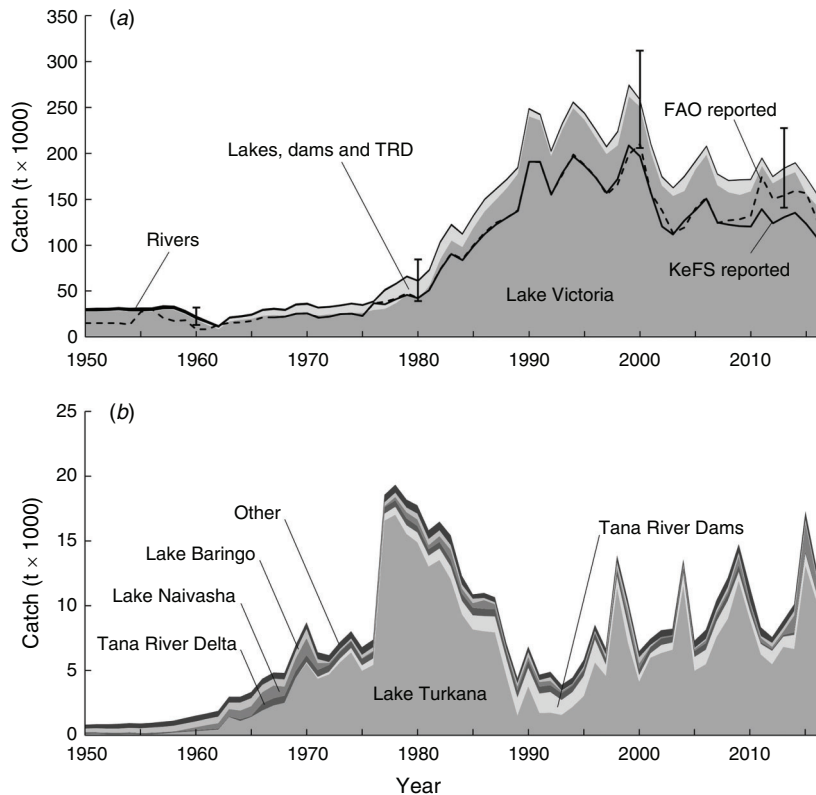 (a)
350
300
250
200
150
100
50
0
Catch (t × 1000)
FAO reported
Lakes, dams and TRD
Rivers
KeFS reported
Lake Victoria
1950 1960 1970 1980 1990 2000 2010
(b)
25
20
15
10
5
0
Catch (t × 1000)
Other
Tana River Dams
Lake Baringo
Lake Naivasha
Tana River Delta
Lake Turkana
1950 1960 1970 1980 1990 2000 2010
Year